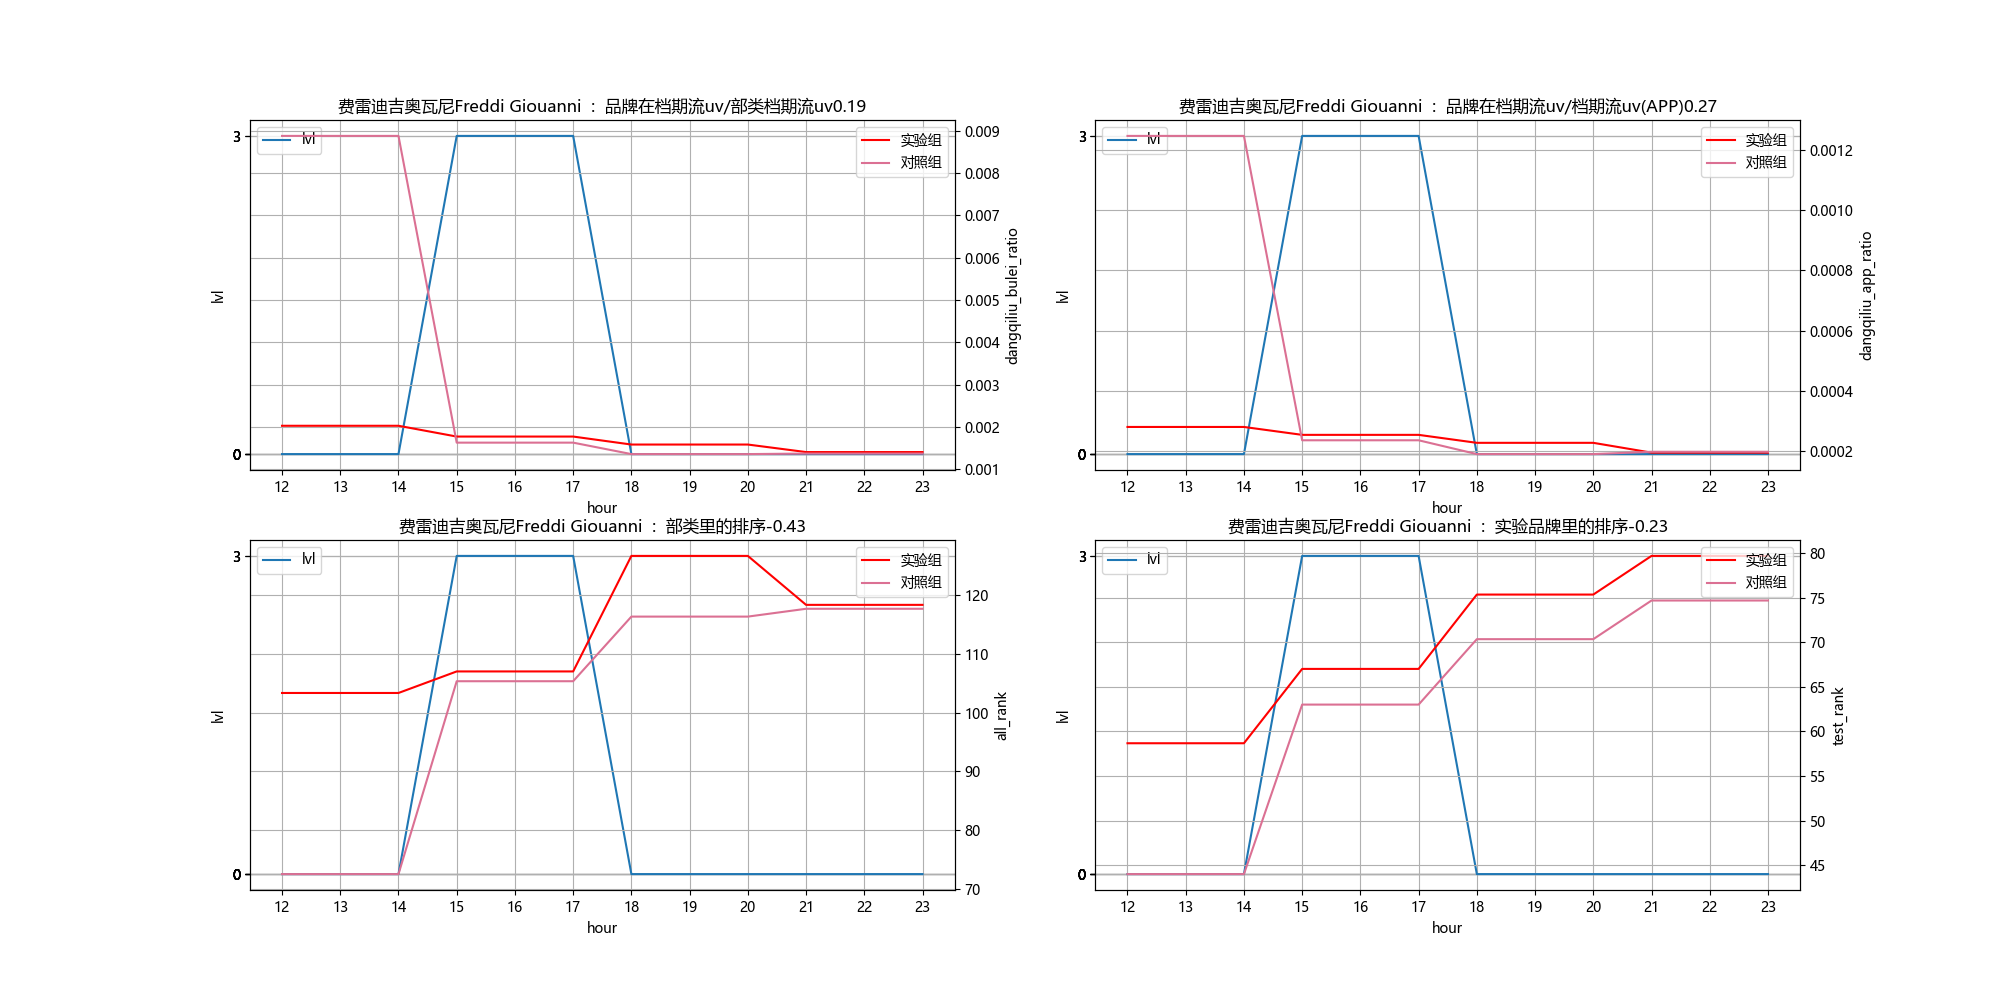 费雷迪吉奥瓦尼Freddi Giouanni ： 品牌在档期流uv/部类档期流uv0.19
lvl
实验组
对照组
3
0
lvl
0.009
0.008
0.007
0.006
0.005
0.004
0.003
0.002
0.001
dangqiliu_bulei_ratio
12 13 14 15 16 17 18 19 20 21 22 23
hour
费雷迪吉奥瓦尼Freddi Giouanni ： 品牌在档期流uv/档期流uv(APP)0.27
lvl
实验组
对照组
3
0
lvl
0.0012
0.0010
0.0008
0.0006
0.0004
0.0002
dangqiliu_app_ratio
12 13 14 15 16 17 18 19 20 21 22 23
hour
费雷迪吉奥瓦尼Freddi Giouanni ： 部类里的排序-0.43
lvl
实验组
对照组
3
0
lvl
120
110
100
90
80
70
all_rank
12 13 14 15 16 17 18 19 20 21 22 23
hour
费雷迪吉奥瓦尼Freddi Giouanni ： 实验品牌里的排序-0.23
lvl
实验组
对照组
3
0
lvl
80
75
70
65
60
55
50
45
test_rank
12 13 14 15 16 17 18 19 20 21 22 23
hour